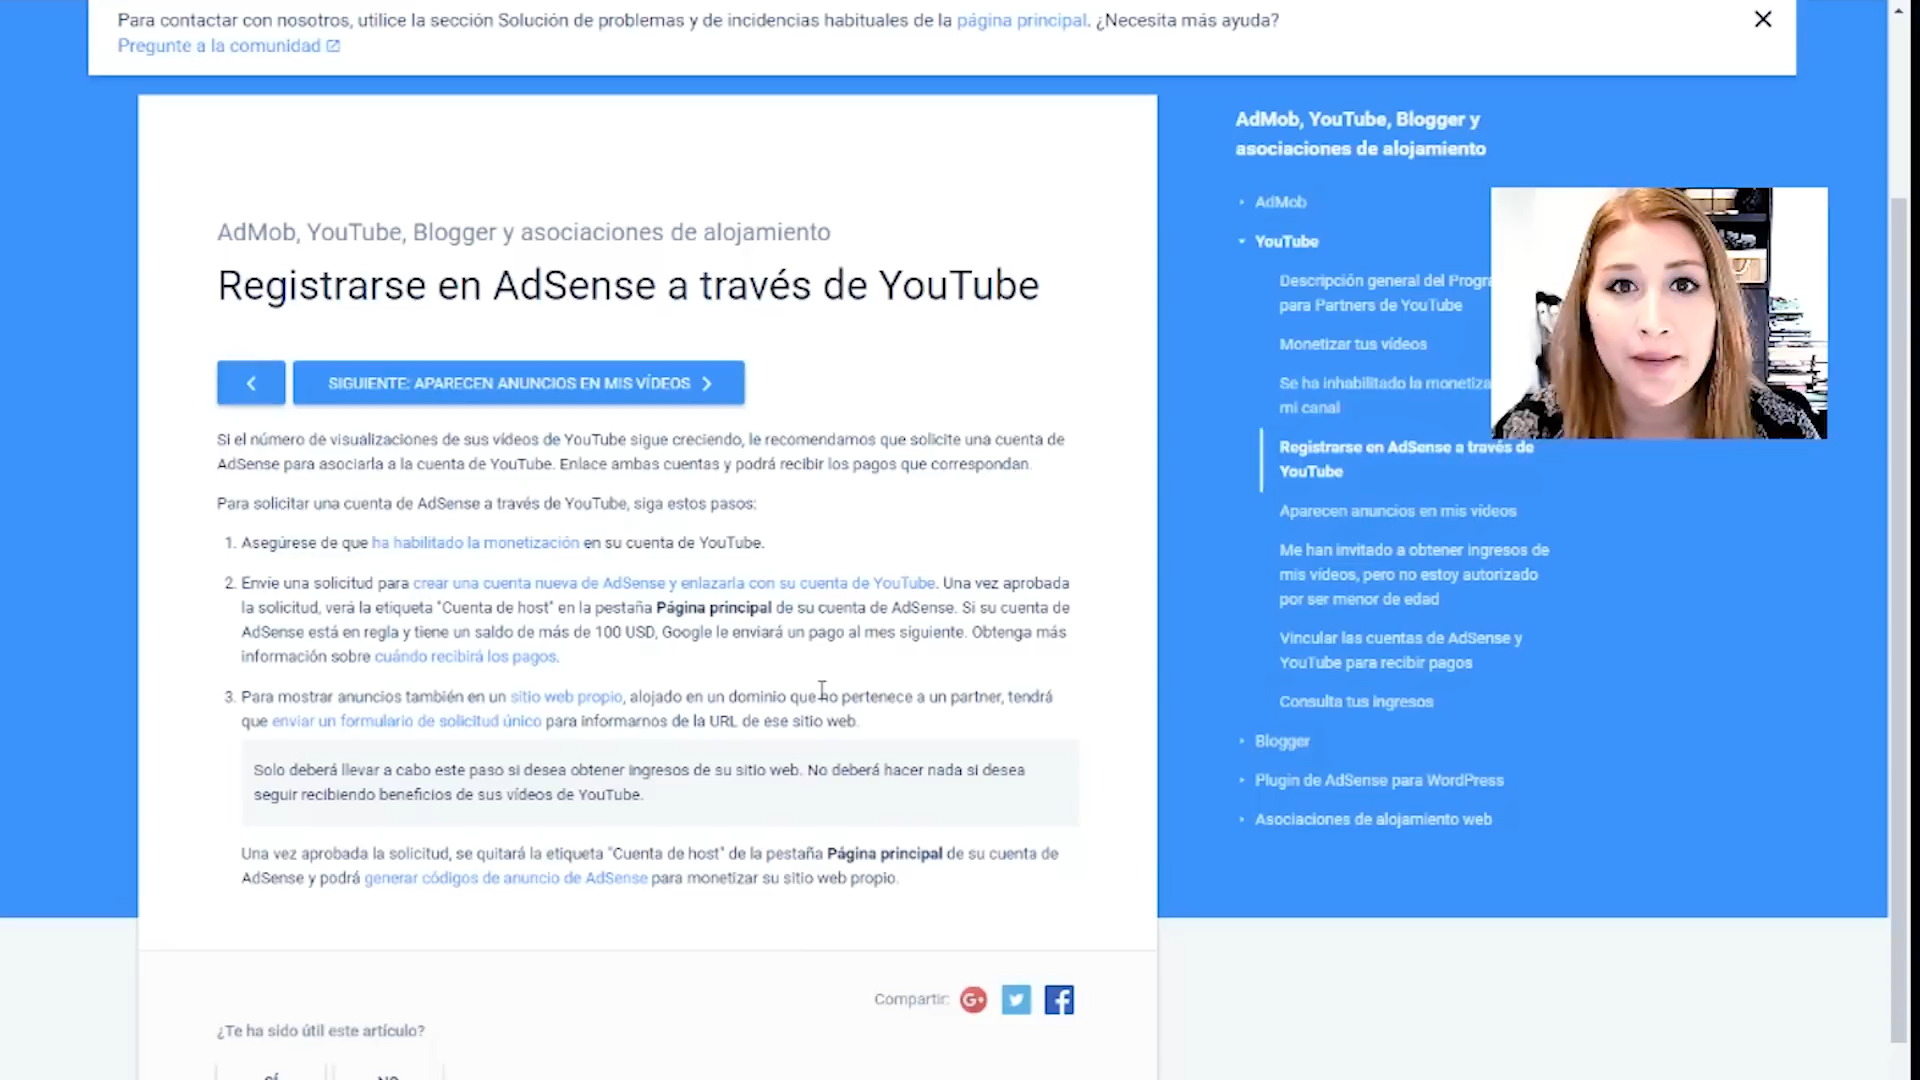 Para contactar con nosotros, utilice la sección Solución de problemas y de incidencias habituales de la página principal. ¿Necesita más ayuda?
Pregunte a la comunidad
AdMob, YouTube, Blogger y asociaciones de alojamiento
Registrarse en AdSense a través de YouTube
SIGUIENTE: APARECEN ANUNCIOS EN MIS VÍDEOS
Si el número de visualizaciones de sus vídeos de YouTube sigue creciendo, le recomendamos que solicite una cuenta de
AdSense para asociarla a la cuenta de YouTube. Enlace ambas cuentas y podrá recibir los pagos que correspondan.
Para solicitar una cuenta de AdSense a través de YouTube, siga estos pasos:
1. Asegúrese de que ha habilitado la monetización en su cuenta de YouTube.
2. Envíe una solicitud para crear una cuenta nueva de AdSense y enlazarla con su cuenta de YouTube. Una vez aprobada
la solicitud, verá la etiqueta "Cuenta de host" en la pestaña Página principal de su cuenta de AdSense. Si su cuenta de
AdSense está en regla y tiene un saldo de más de 100 USD, Google le enviará un pago al mes siguiente. Obtenga más
información sobre cuándo recibirá los pagos.
3. Para mostrar anuncios también en un sitio web propio, alojado en un dominio que no pertenece a un partner, tendrá
que enviar un formulario de solicitud único para informarnos de la URL de ese sitio web.
Solo deberá llevar a cabo este paso si desea obtener ingresos de su sitio web. No deberá hacer nada si desea
seguir recibiendo beneficios de sus vídeos de YouTube.
Una vez aprobada la solicitud, se quitará la etiqueta "Cuenta de host" de la pestaña Página principal de su cuenta de
AdSense y podrá generar códigos de anuncio de AdSense para monetizar su sitio web propio.
Compartir:
¿Te ha sido útil este artículo?
SÍ
NO
AdMob, YouTube, Blogger y
asociaciones de alojamiento
AdMob
YouTube
Descripción general del Progra
para Partners de YouTube
Monetizar tus vídeos
Se ha inhabilitado la monetiza
mi canal
Registrarse en AdSense a través de
YouTube
Aparecen anuncios en mis vídeos
Me han invitado a obtener ingresos de
mis vídeos, pero no estoy autorizado
por ser menor de edad
Vincular las cuentas de AdSense y
YouTube para recibir pagos
Consulta tus ingresos
Blogger
Plugin de AdSense para WordPress
Asociaciones de alojamiento web